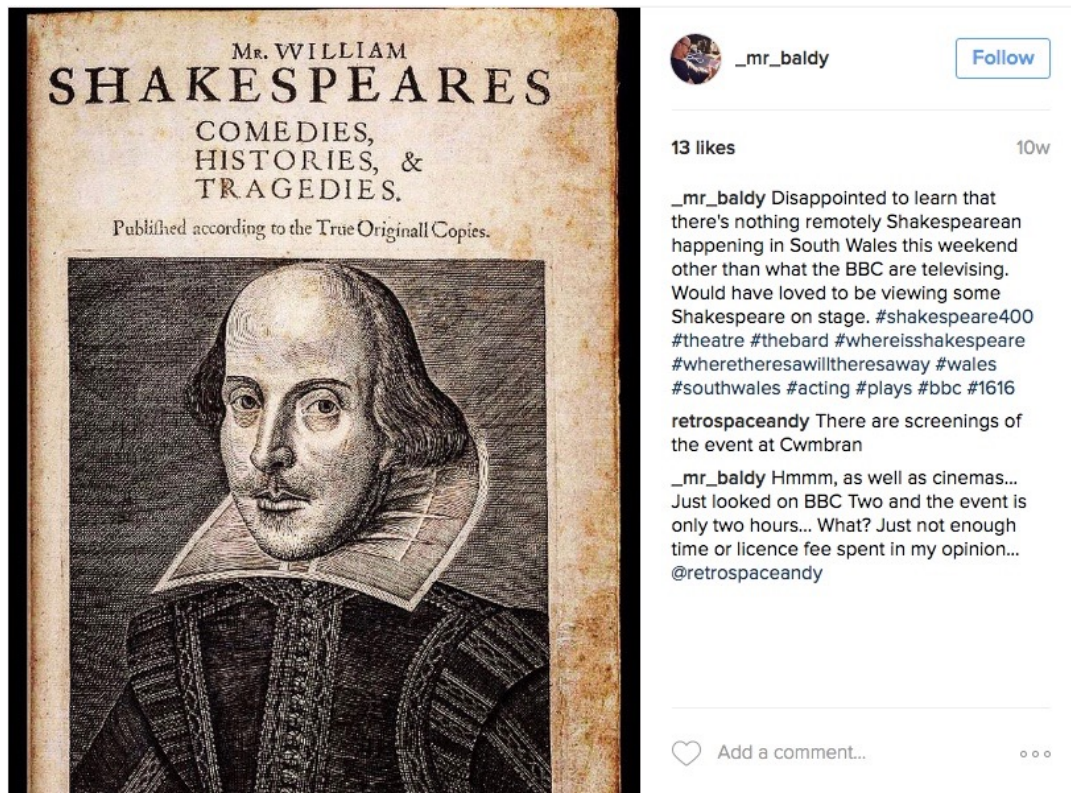 Mr. WILLIAM
SHAKESPEARES
COMEDIES,
HISTORIES, &
TRAGEDIES.
Publiſhed according to the True Originall Copies.
_mr_baldy
Follow
13 likes
10w
_mr_baldy Disappointed to learn that
there's nothing remotely Shakespearean
happening in South Wales this weekend
other than what the BBC are televising.
Would have loved to be viewing some
Shakespeare on stage. #shakespeare400
#theatre #thebard #whereisshakespeare
#wheretheresawilltheresaway #wales
#southwales #acting #plays #bbc #1616
retrospaceandy There are screenings of
the event at Cwmbran
_mr_baldy Hmmm, as well as cinemas...
Just looked on BBC Two and the event is
only two hours... What? Just not enough
time or licence fee spent in my opinion...
@retrospaceandy
Add a comment...